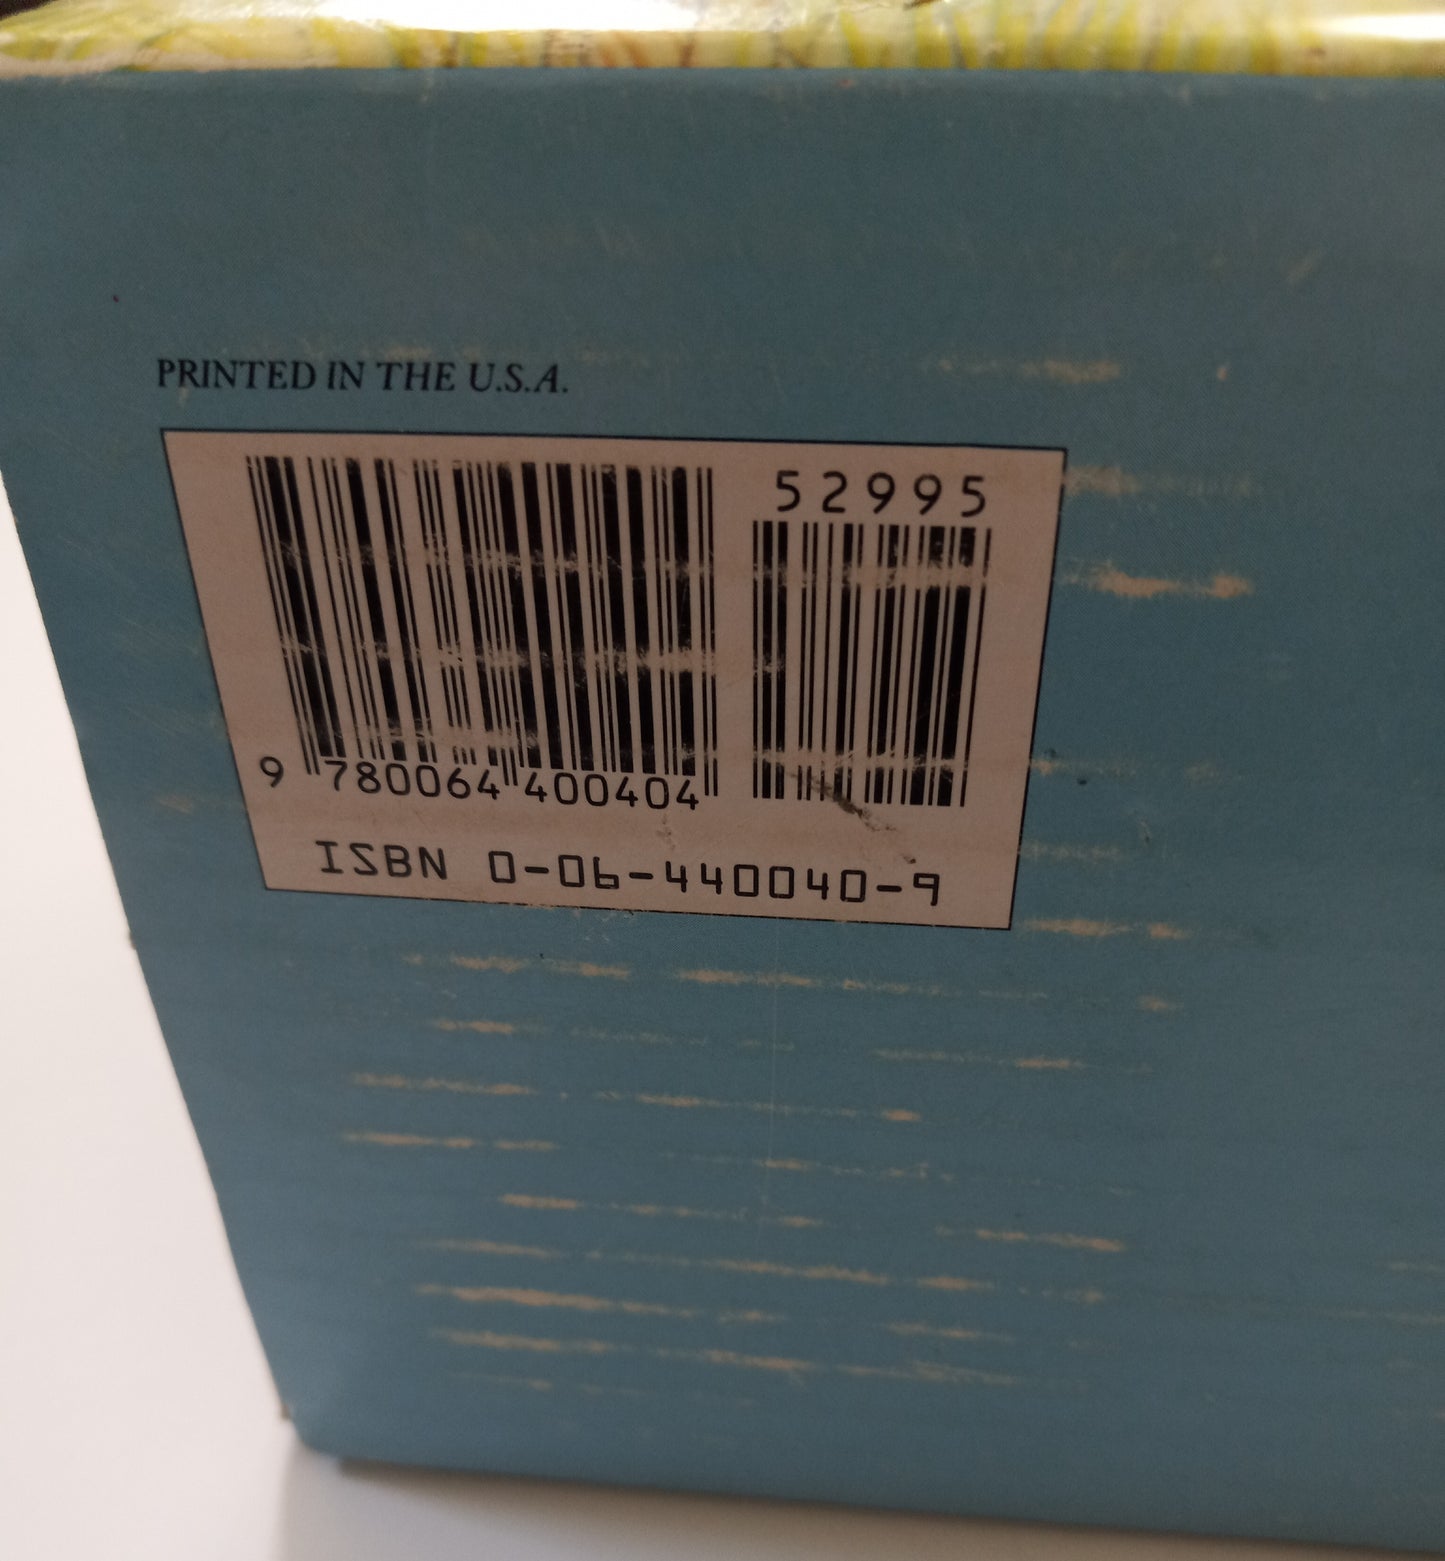 PRINTED IN THE U.S.A.
52995
9 780064 400404
ISBN 0-06-440040-9